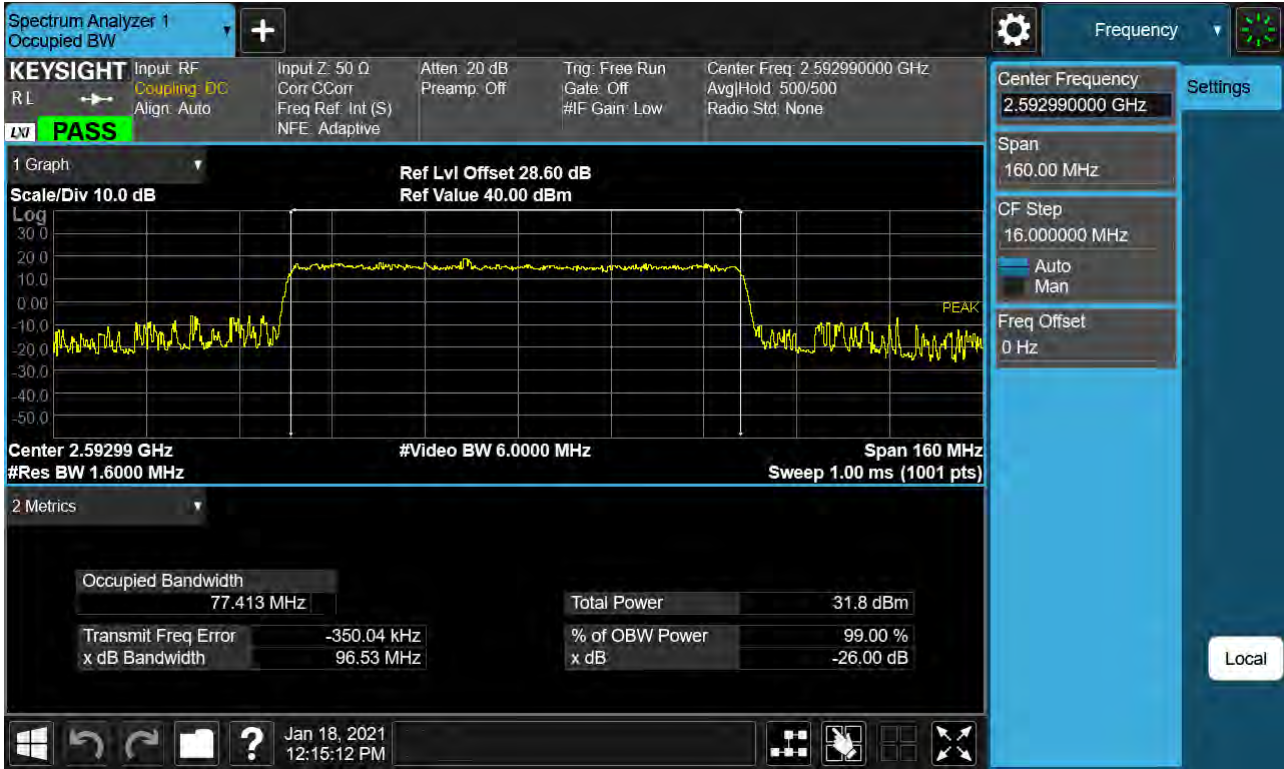 Spectrum Analyzer 1
Occupied BW
Frequency
KEYSIGHT
RL
LXI
PASS
Input: RF
Coupling: DC
Align: Auto
Input Z: 50 Ω
Corr CCorr
Freq Ref: Int (S)
NFE: Adaptive
Atten: 20 dB
Preamp: Off
Trig: Free Run
Gate: Off
#IF Gain: Low
Center Freq: 2.592990000 GHz
Avg|Hold: 500/500
Radio Std: None
1 Graph
Scale/Div 10.0 dB
Ref Lvl Offset 28.60 dB
Ref Value 40.00 dBm
Log
30.0
20.0
10.0
0.00
-10.0
-20.0
-30.0
-40.0
-50.0
PEAK
Center 2.59299 GHz
#Video BW 6.0000 MHz
Span 160 MHz
#Res BW 1.6000 MHz
Sweep 1.00 ms (1001 pts)
2 Metrics
Occupied Bandwidth
77.413 MHz
Total Power 31.8 dBm
Transmit Freq Error -350.04 kHz
% of OBW Power 99.00 %
x dB Bandwidth 96.53 MHz
x dB -26.00 dB
Center Frequency
2.592990000 GHz
Settings
Span
160.00 MHz
CF Step
16.000000 MHz
Auto
Man
Freq Offset
0 Hz
Local
?
Jan 18, 2021
12:15:12 PM